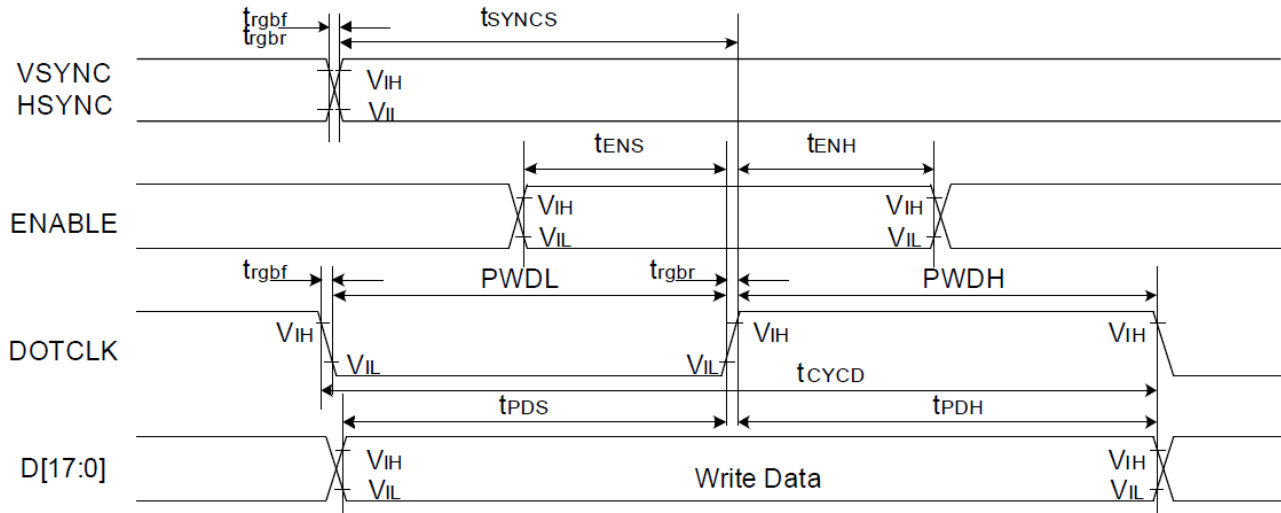 trgbf
trgbr
tSYNCS
VSYNC
HSYNC
VIH
VIL
tENS
tENH
ENABLE
VIH
VIL
VIH
VIL
trgbf
PWDL
trgbr
PWDH
DOTCLK
VIH
VIL
VIL
VIH
VIH
tCYCD
tPDS
tPDH
D[17:0]
VIH
VIL
Write Data
VIH
VIL